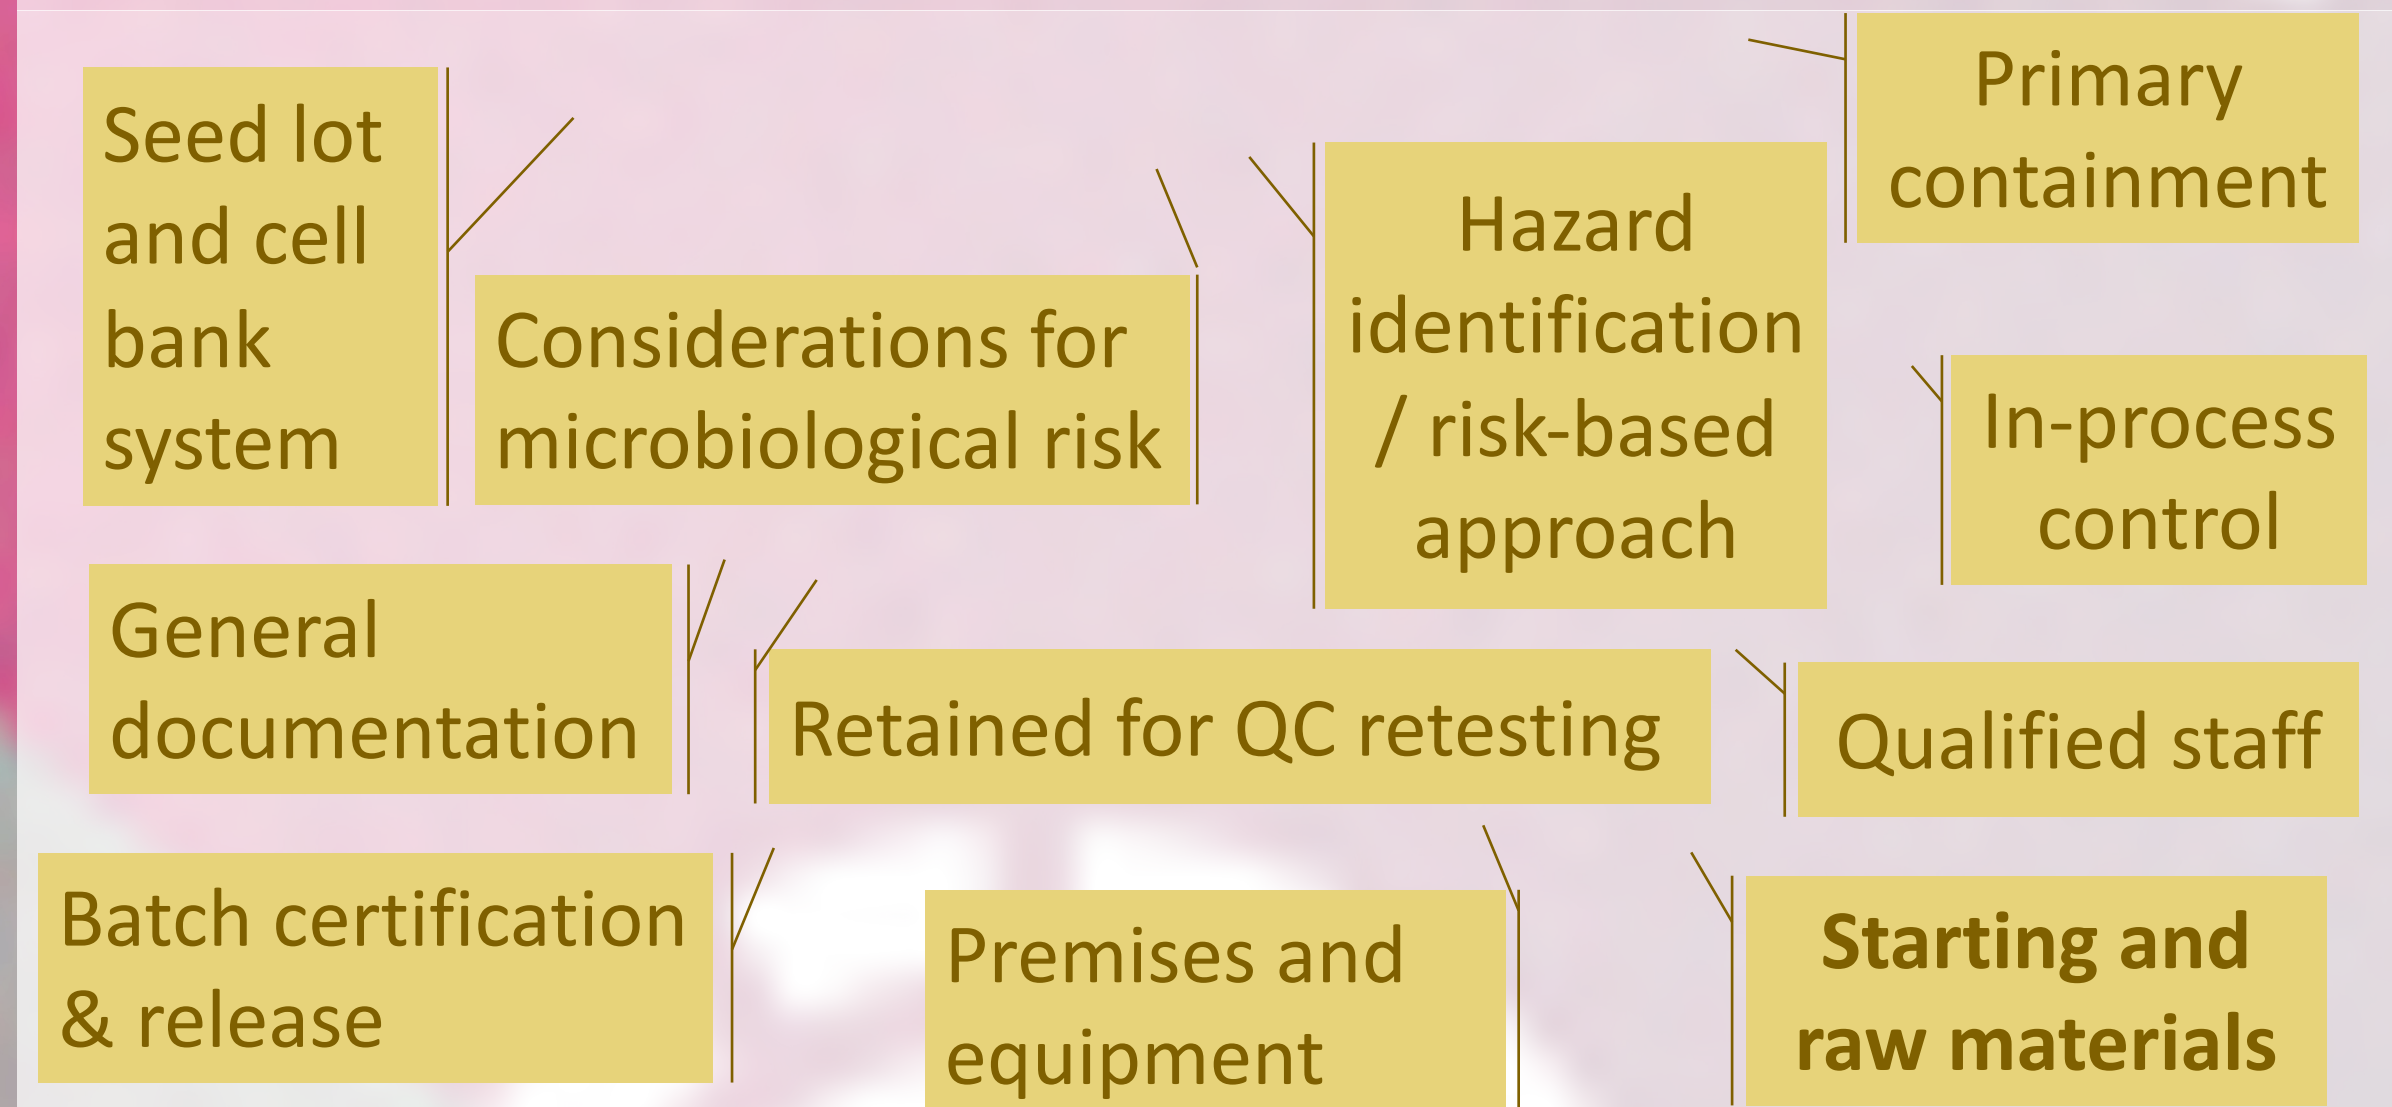 Seed lot
and cell
bank
system
Considerations for
microbiological risk
Hazard
identification
/ risk-based
approach
Primary
containment
In-process
control
General
documentation
Retained for QC retesting
Qualified staff
Batch certification
& release
Premises and
equipment
Starting and
raw materials